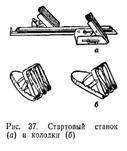 а
б
Рис. 37. Стартовый станок
(а) и колодки (б)